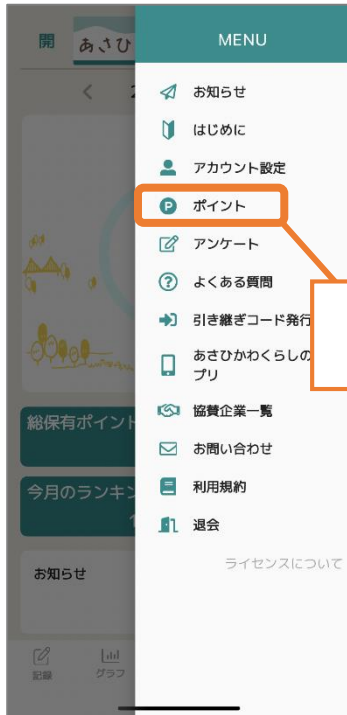 開
あさひ
MENU
お知らせ
はじめに
アカウント設定
P ポイント
アンケート
? よくある質問
引き継ぎコード発行
あさひかわくらしの
プリ
協賛企業一覧
お問い合わせ
利用規約
退会
ライセンスについて
総保有ポイント
今月のランキン
1
お知らせ
記録
グラフ